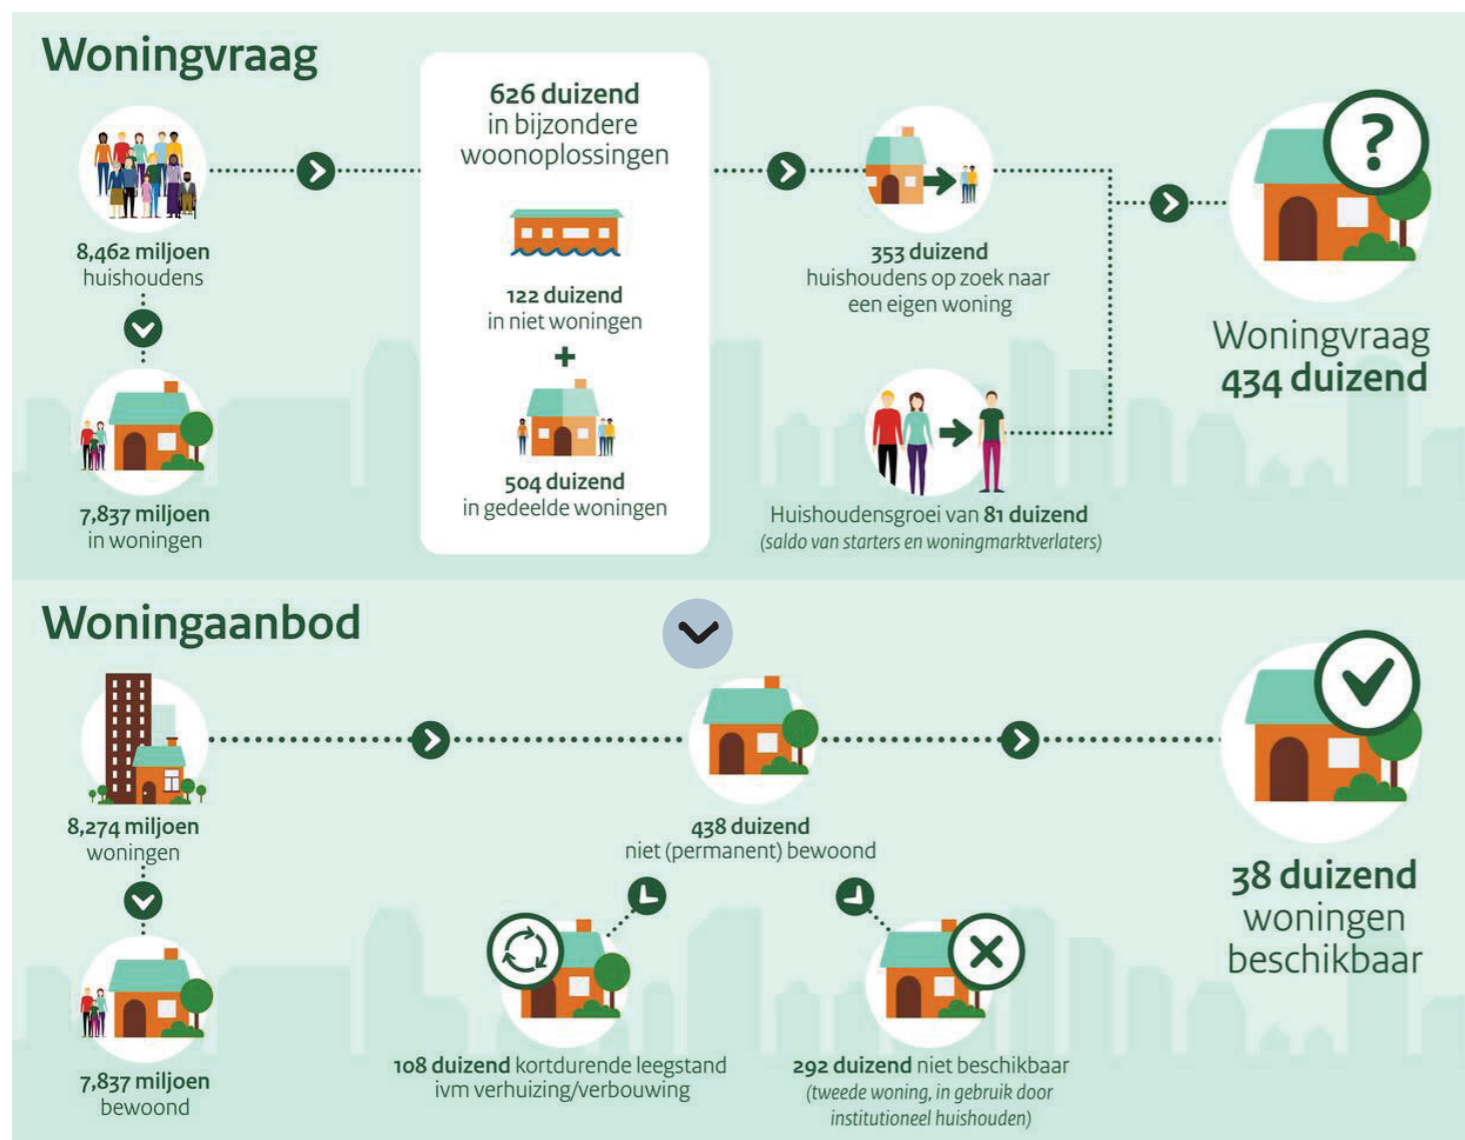 Woningvraag
8,462 miljoen
huishoudens
7,837 miljoen
in woningen
626 duizend
in bijzondere
woonoplossingen
122 duizend
in niet woningen
+
504 duizend
in gedeelde woningen
353 duizend
huishoudens op zoek naar
een eigen woning
Huishoudensgroei van 81 duizend
(saldo van starters en woningmarktverlaters)
?
Woningvraag
434 duizend
Woningaanbod
8,274 miljoen
woningen
7,837 miljoen
bewoond
438 duizend
niet (permanent) bewoond
108 duizend kortdurende leegstand
ivm verhuizing/verbouwing
292 duizend niet beschikbaar
(tweede woning, in gebruik door
institutioneel huishouden)
38 duizend
woningen
beschikbaar